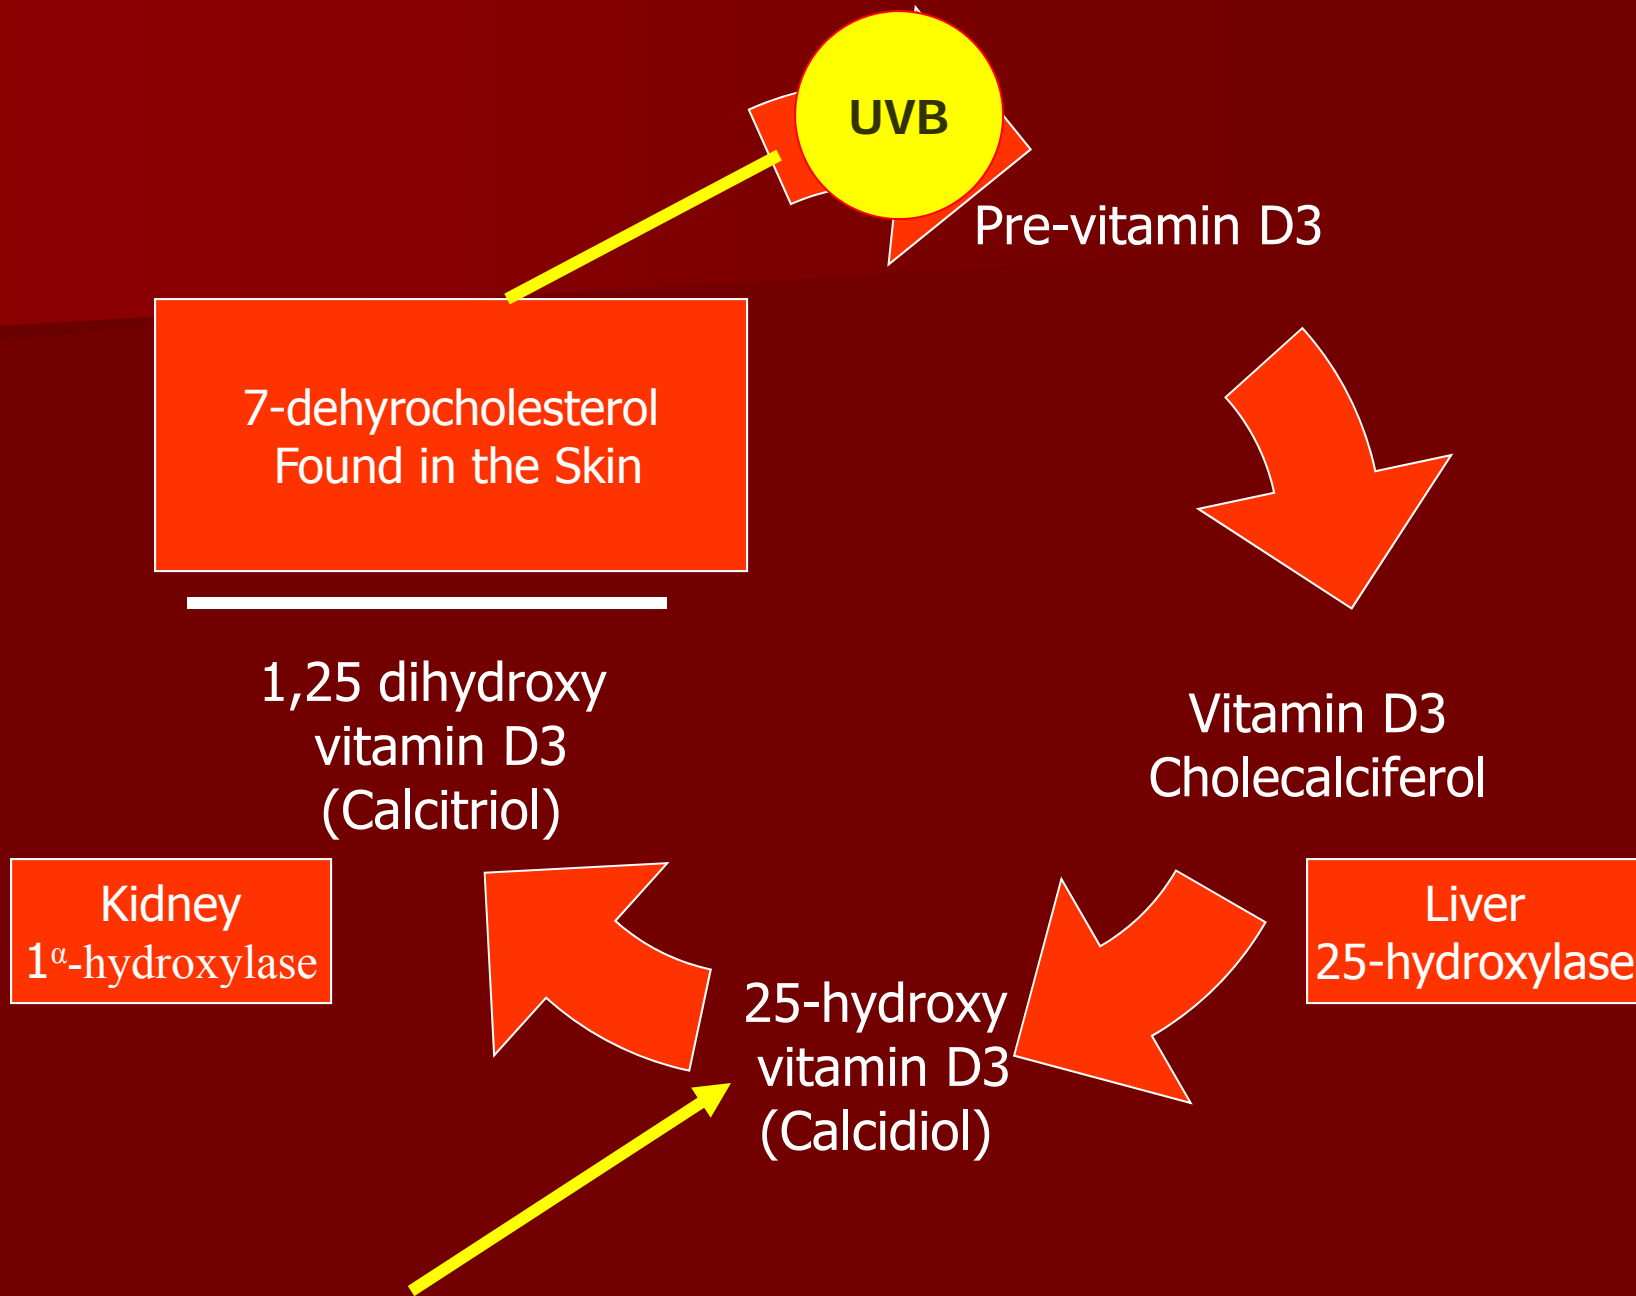 UVB
Pre-vitamin D3
7-dehyrocholesterol
Found in the Skin
1,25 dihydroxy
vitamin D3
(Calcitriol)
Vitamin D3
Cholecalciferol
Kidney
1α-hydroxylase
Liver
25-hydroxylase
25-hydroxy
vitamin D3
(Calcidiol)